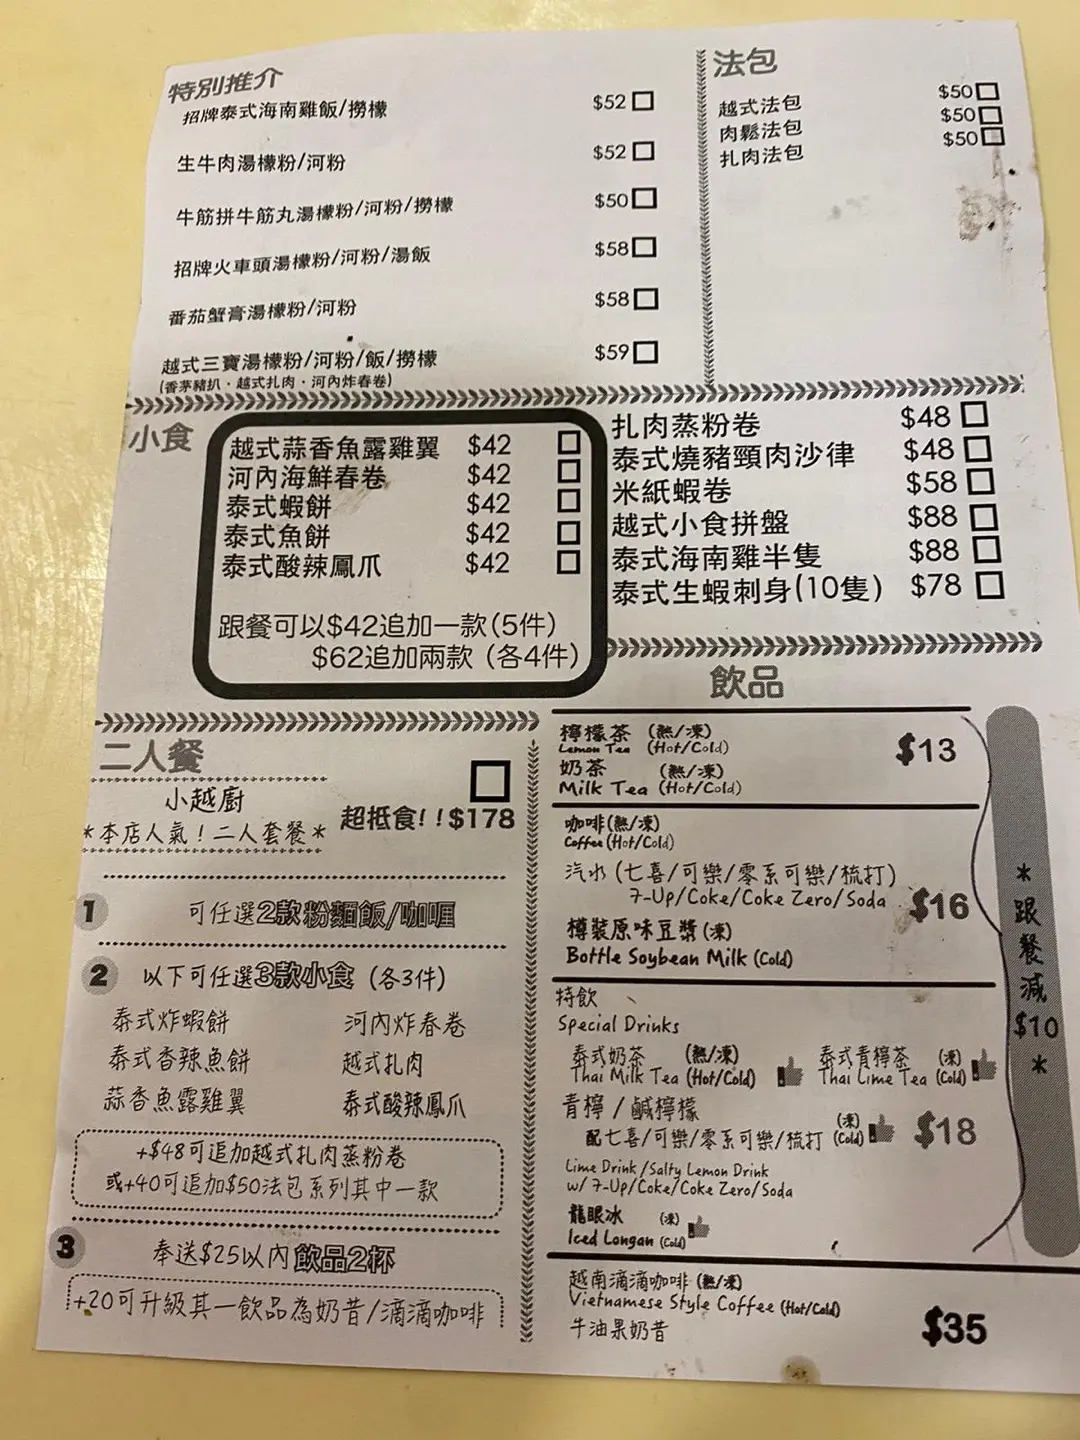 特別推介
招牌泰式海南雞飯/撈檬 $52
生牛肉湯檬粉/河粉 $52
牛筋拼牛筋丸湯檬粉/河粉/撈檬 $50
招牌火車頭湯檬粉/河粉/湯飯 $58
番茄蟹膏湯檬粉/河粉 $58
越式三寶湯檬粉/河粉/飯/撈檬 $59
(香茅豬扒・越式扎肉・河內炸春卷)
法包
越式法包 $50
肉鬆法包 $50
扎肉法包 $50
小食
越式蒜香魚露雞翼 $42
河內海鮮春卷 $42
泰式蝦餅 $42
泰式魚餅 $42
泰式酸辣鳳爪 $42
跟餐可以$42追加一款(5件)
$62追加兩款 (各4件)
扎肉蒸粉卷 $48
泰式燒豬頸肉沙律 $48
米紙蝦卷 $58
越式小食拼盤 $88
泰式海南雞半隻 $88
泰式生蝦刺身(10隻) $78
二人餐
小越廚
*本店人氣!二人套餐*
超抵食!!$178
1 可任選2款粉麵飯/咖喱
2 以下可任選3款小食 (各3件)
泰式炸蝦餅 河內炸春卷
泰式香辣魚餅 越式扎肉
蒜香魚露雞翼 泰式酸辣鳳爪
+$48可追加越式扎肉蒸粉卷
或+40可追加$50法包系列其中一款
3 奉送$25以內飲品2杯
+20可升級其一飲品為奶昔/滴滴咖啡
飲品
檸檬茶 (熱/凍)
Lemon Tea (Hot/Cold)
$13
奶茶 (熱/凍)
Milk Tea (Hot/Cold)
咖啡(熱/凍)
Coffee (Hot/Cold)
汽水 (七喜/可樂/零系可樂/梳打)
7-Up/Coke/Coke Zero/Soda
$16
樽裝原味豆漿(凍)
Bottle Soybean Milk (Cold)
特飲
Special Drinks
泰式奶茶 (熱/凍) 泰式青檸茶 (凍)
Thai Milk Tea (Hot/Cold) Thai Lime Tea (Cold)
青檸 / 鹹檸檬
配七喜/可樂/零系可樂/梳打 (凍) (Cold)
$18
Lime Drink /Salty Lemon Drink
w/ 7-Up/Coke/Coke Zero/Soda
龍眼冰 (凍)
Iced Longan (Cold)
越南滴滴咖啡 (熱/凍)
Vietnamese Style Coffee (Hot/Cold)
牛油果奶昔
$35
*跟餐減$10*